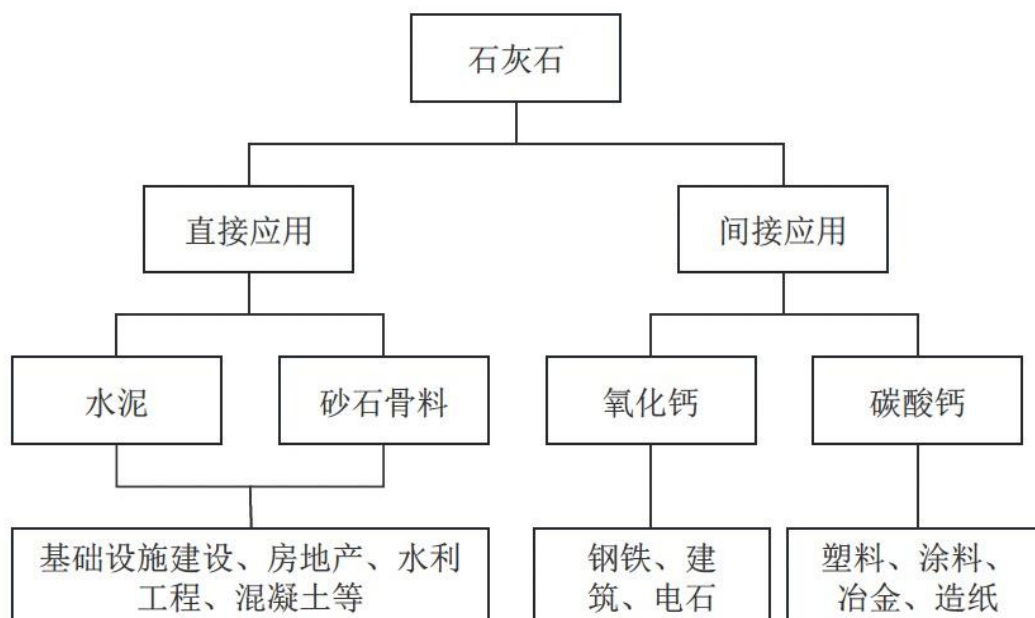 石灰石
直接应用
间接应用
水泥
砂石骨料
氧化钙
碳酸钙
基础设施建设、房地产、水利
工程、混凝土等
钢铁、建
筑、电石
塑料、涂料、
冶金、造纸